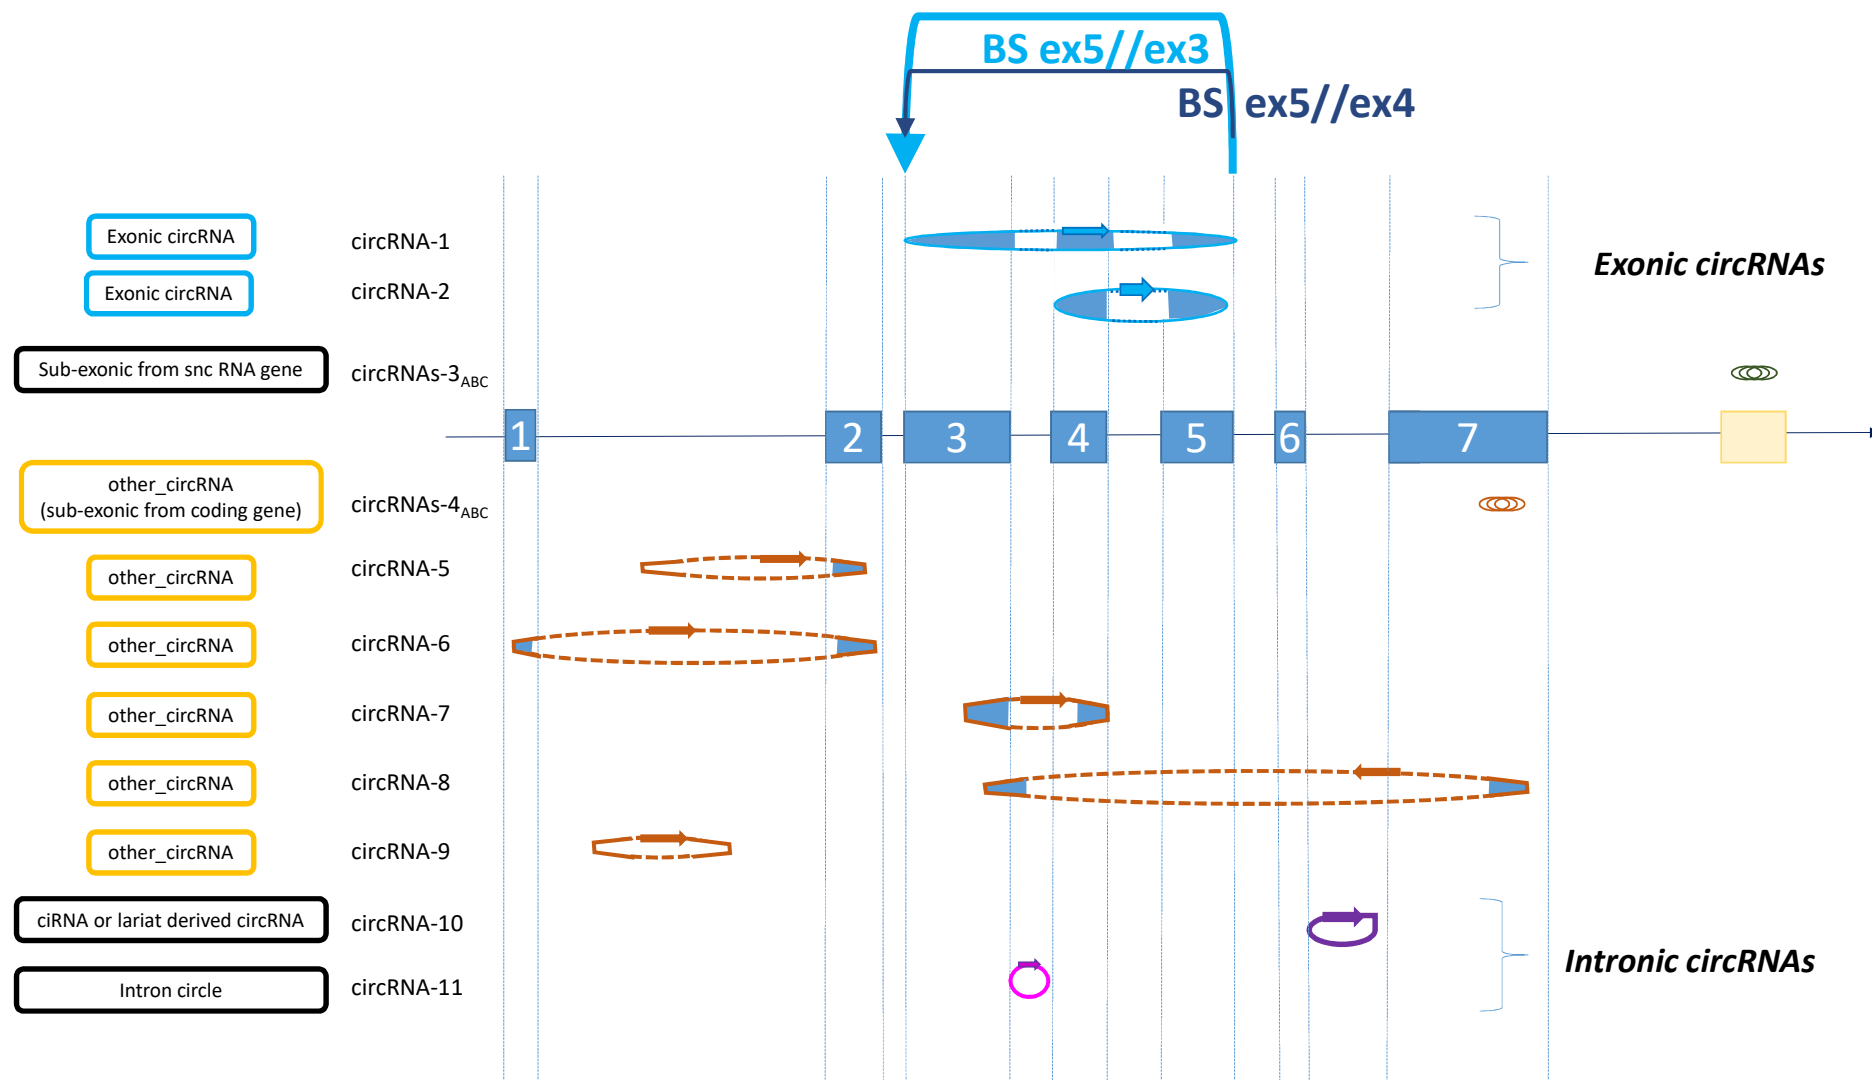 BS ex5//ex3
BS ex5//ex4
Exonic circRNA
circRNA-1
Exonic circRNAs
Exonic circRNA
circRNA-2
Sub-exonic from snc RNA gene
circRNAs-3ABC
1 2 3 4 5 6 7
other_circRNA
(sub-exonic from coding gene)
circRNAs-4ABC
other_circRNA
circRNA-5
other_circRNA
circRNA-6
other_circRNA
circRNA-7
other_circRNA
circRNA-8
other_circRNA
circRNA-9
ciRNA or lariat derived circRNA
circRNA-10
Intronic circRNAs
Intron circle
circRNA-11